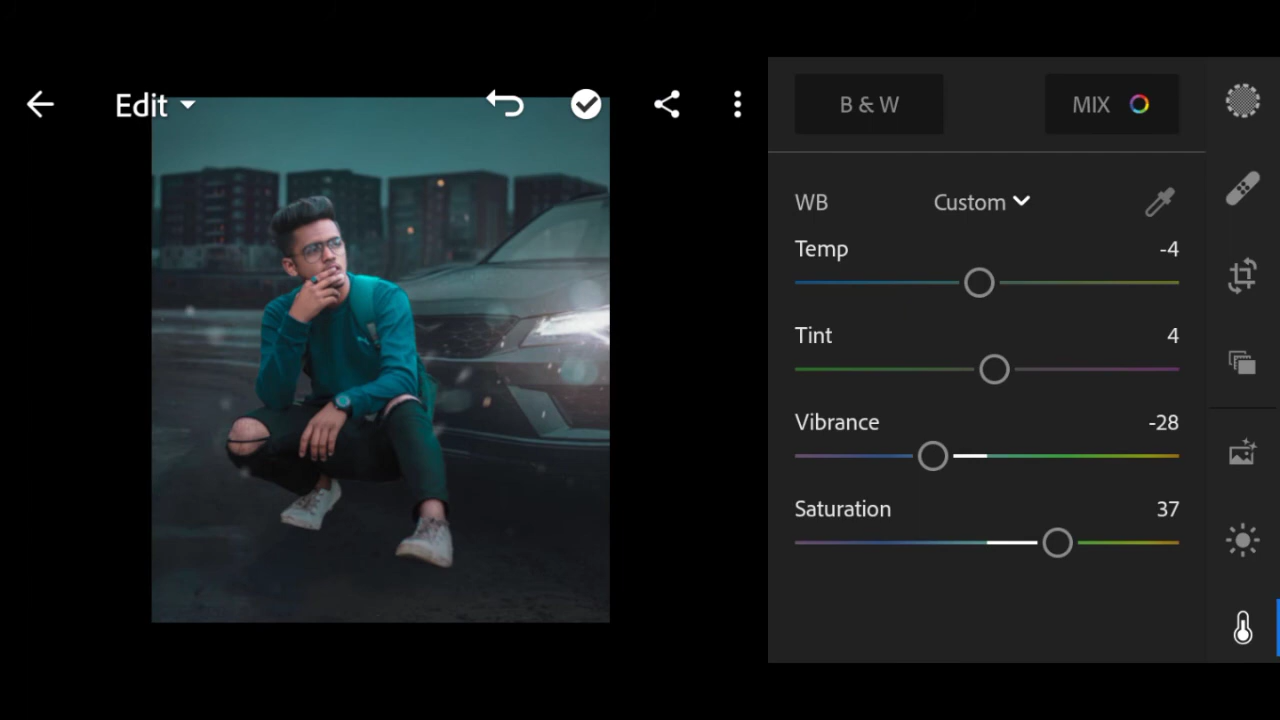 Edit
B & W
MIX
WB
Custom
Temp
-4
Tint
4
Vibrance
-28
Saturation
37